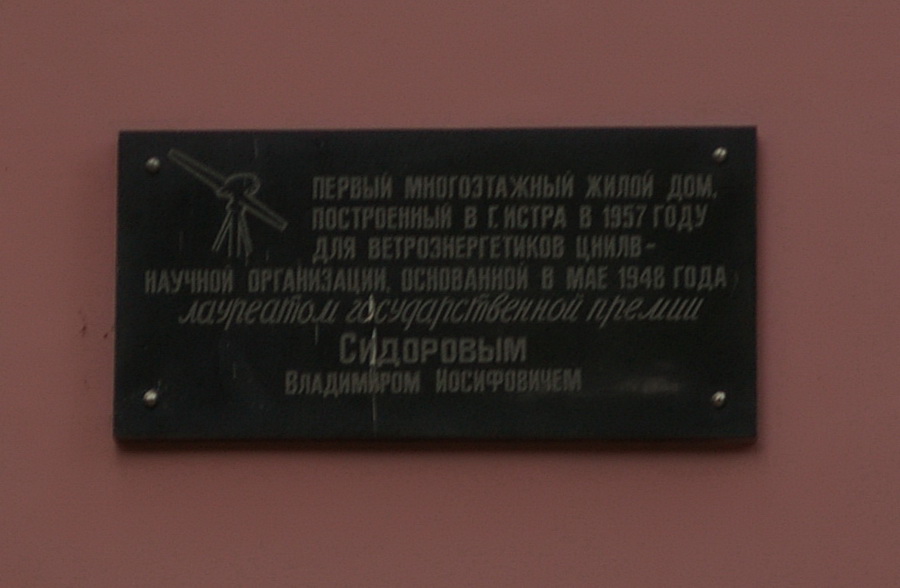 ПЕРВЫЙ МНОГОЭТАЖНЫЙ ЖИЛОЙ ДОМ,
ПОСТРОЕННЫЙ В Г. ИСТРА В 1957 ГОДУ
ДЛЯ ВЕТРОЭНЕРГЕТИКОВ ЦНИЛВ -
НАУЧНОЙ ОРГАНИЗАЦИИ, ОСНОВАННОЙ В МАЕ 1948 ГОДА
лауреатом государственной премии
СИДОРОВЫМ
ВЛАДИМИРОМ ИОСИФОВИЧЕМ